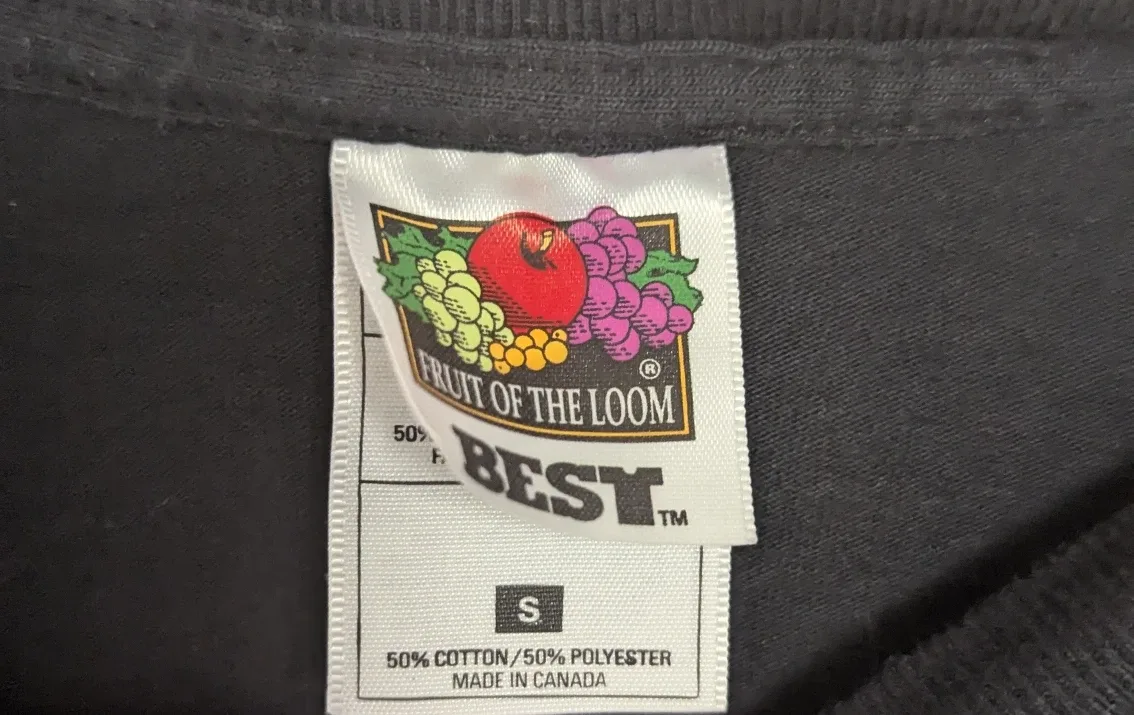 FRUIT OF THE LOOM ®
BEST ™
50%
S
50% COTTON/50% POLYESTER
MADE IN CANADA